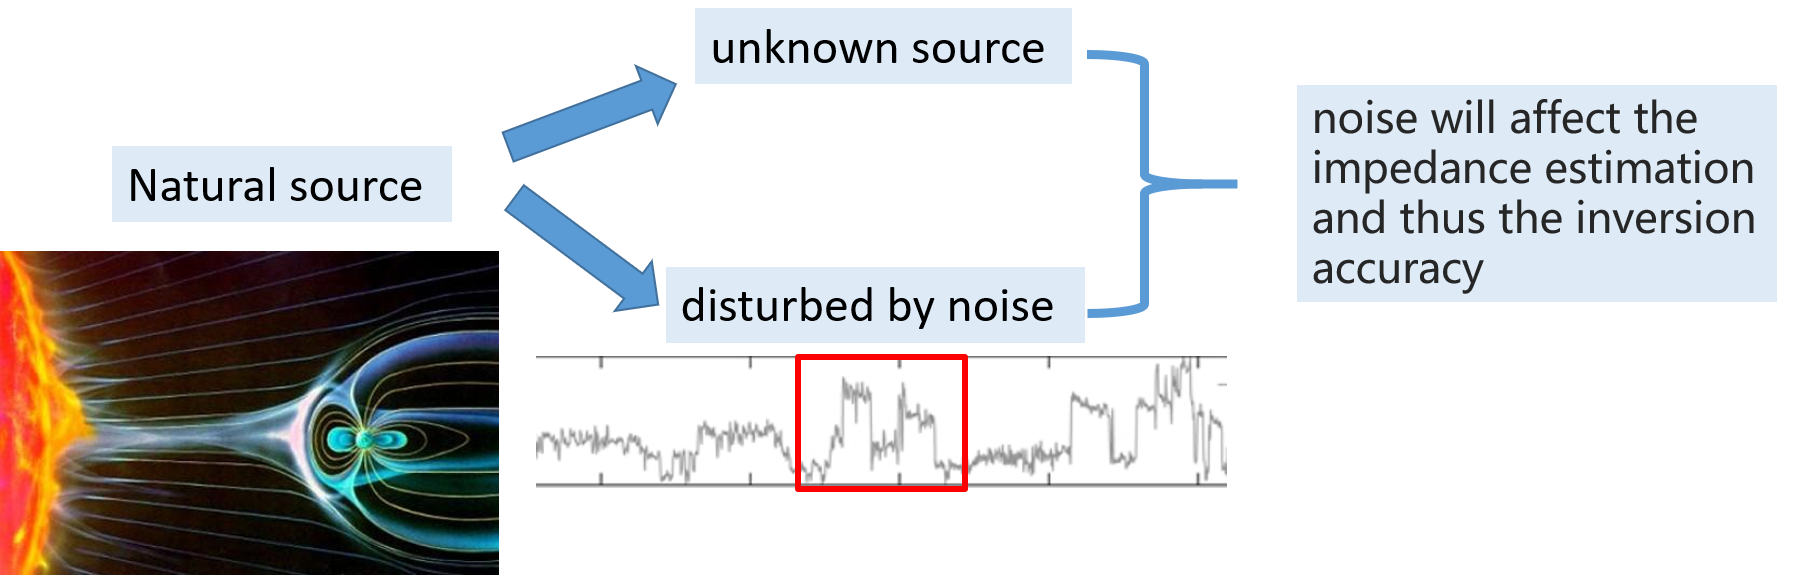 unknown source
Natural source
disturbed by noise
noise will affect the
impedance estimation
and thus the inversion
accuracy